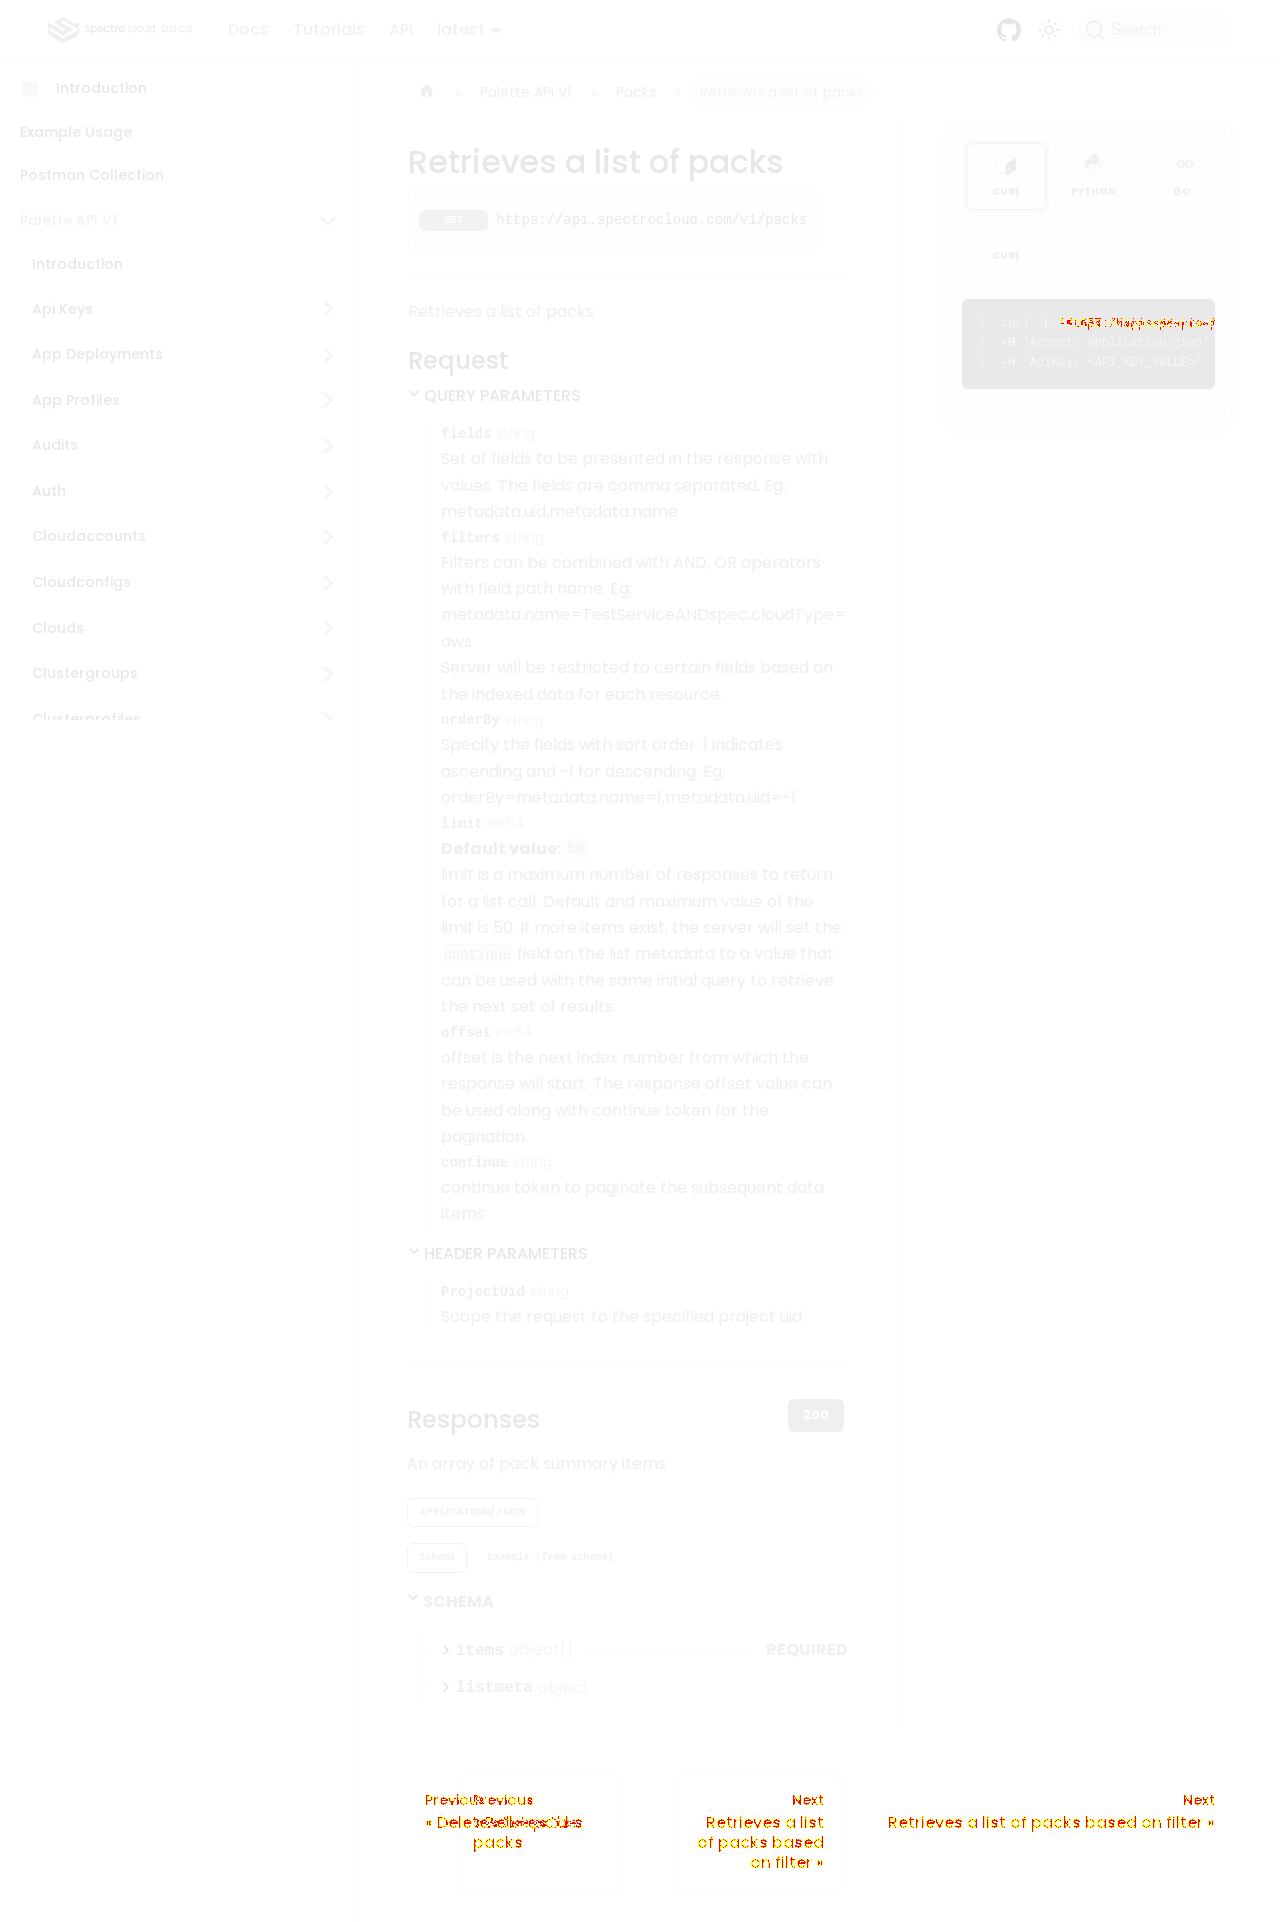 spectro cloud DOCS Docs Tutorials API latest Search
Introduction
Example Usage
Postman Collection
Palette API V1
Introduction
Api Keys
App Deployments
App Profiles
Audits
Auth
Cloudaccounts
Cloudconfigs
Clouds
Clustergroups
Clusterprofiles
Palette API V1 › Packs › Retrieves a list of packs
Retrieves a list of packs
GET https://api.spectrocloud.com/v1/packs
Retrieves a list of packs
Request
QUERY PARAMETERS
fields string
Set of fields to be presented in the response with
values. The fields are comma separated. Eg:
metadata.uid,metadata.name
filters string
Filters can be combined with AND, OR operators
with field path name. Eg:
metadata.name=TestServiceANDspec.cloudType=
aws
Server will be restricted to certain fields based on
the indexed data for each resource.
orderBy string
Specify the fields with sort order. 1 indicates
ascending and -1 for descending. Eg:
orderBy=metadata.name=1,metadata.uid=-1
limit int64
Default value: 50
limit is a maximum number of responses to return
for a list call. Default and maximum value of the
limit is 50. If more items exist, the server will set the
continue field on the list metadata to a value that
can be used with the same initial query to retrieve
the next set of results.
offset int64
offset is the next index number from which the
response will start. The response offset value can
be used along with continue token for the
pagination.
continue string
continue token to paginate the subsequent data
items
HEADER PARAMETERS
ProjectUid string
Scope the request to the specified project uid
Responses
200
An array of pack summary items
APPLICATION/JSON
Schema Example (from schema)
SCHEMA
items object[] REQUIRED
listmeta object
CURL PYTHON GO
CURL
1 curl -L
2 -H 'Accept: application/json'
3 -H 'ApiKey: <API_KEY_VALUE>'
Previous Previous
packs
Next
Retrieves a list
of packs based
on filter »
Next
Retrieves a list of packs based on filter »